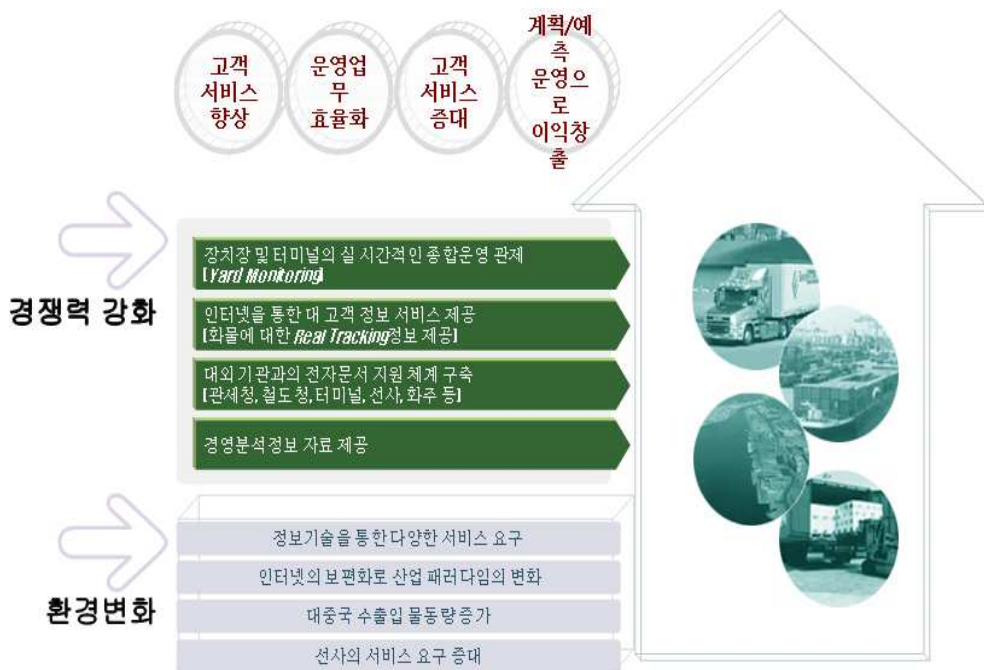 고객
서비스
향상
운영업
무
효율화
고객
서비스
증대
계획/예
측
운영으
로
이익창
출
경쟁력 강화
장치장 및 터미널의 실 시간적인 종합운영 관제
[Yard Monitoring]
인터넷을 통한 대 고객 정보 서비스 제공
[화물에 대한 Real Tracking정보 제공]
대외 기관과의 전자문서 지원 체계 구축
[관세청, 철도청, 터미널, 선사, 화주 등]
경영분석정보 자료 제공
환경변화
정보기술을 통한 다양한 서비스 요구
인터넷의 보편화로 산업 패러다임의 변화
대중국 수출입 물동량 증가
선사의 서비스 요구 증대